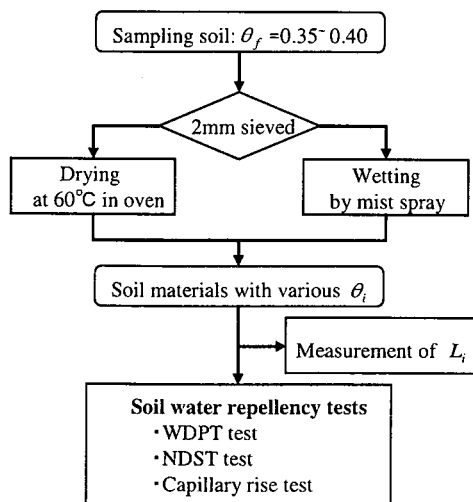 Sampling soil: θf =0.35~ 0.40
2mm sieved
Drying
at 60℃ in oven
Wetting
by mist spray
Soil materials with various θi
Measurement of Li
Soil water repellency tests
・WDPT test
・NDST test
・Capillary rise test